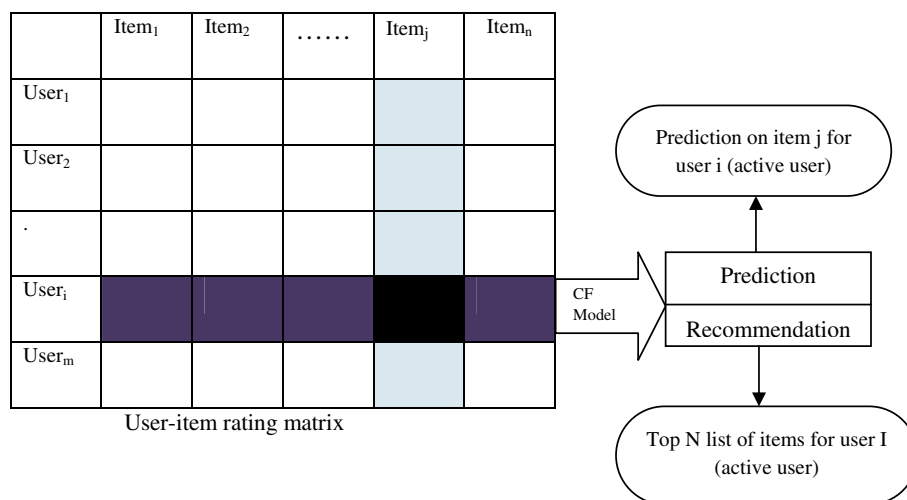 Item₁ Item₂ ...... Itemⱼ Itemₙ
User₁
User₂
.
Userᵢ
Userₘ
User-item rating matrix
CF
Model
Prediction on item j for
user i (active user)
Prediction
Recommendation
Top N list of items for user I
(active user)